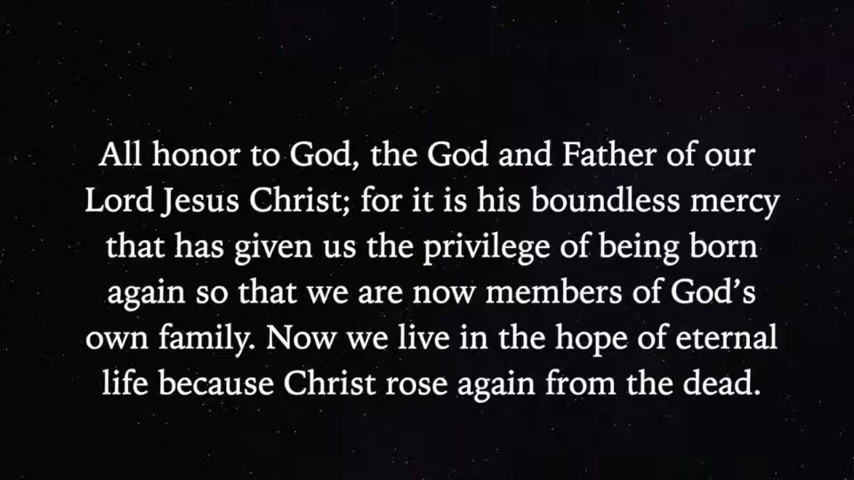 All honor to God, the God and Father of our
Lord Jesus Christ; for it is his boundless mercy
that has given us the privilege of being born
again so that we are now members of God’s
own family. Now we live in the hope of eternal
life because Christ rose again from the dead.